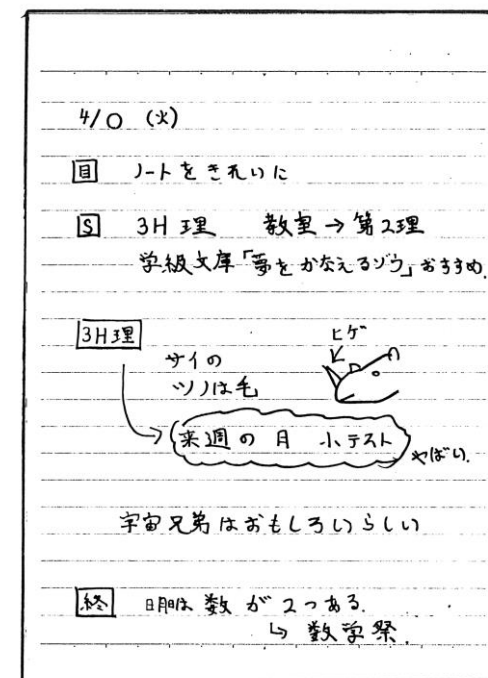 4/○ (火)
目 ノートをきれいに
S 3H 理 教室→第2理
学級文庫「夢をかなえるゾウ」おすすめ.
3H理
ヒゲ
サイの
ツノは毛
来週の月 小テスト
やばい.
宇宙兄弟はおもしろいらしい
終 明日は数が2つある.
↳ 数学祭.